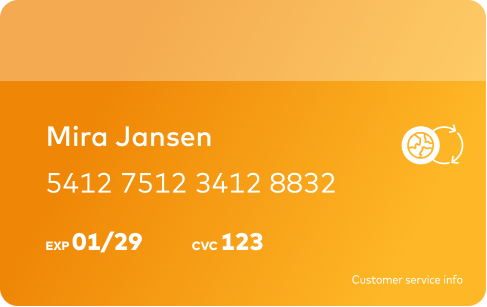 Mira Jansen
5412 7512 3412 8832
EXP 01/29 CVC 123
Customer service info